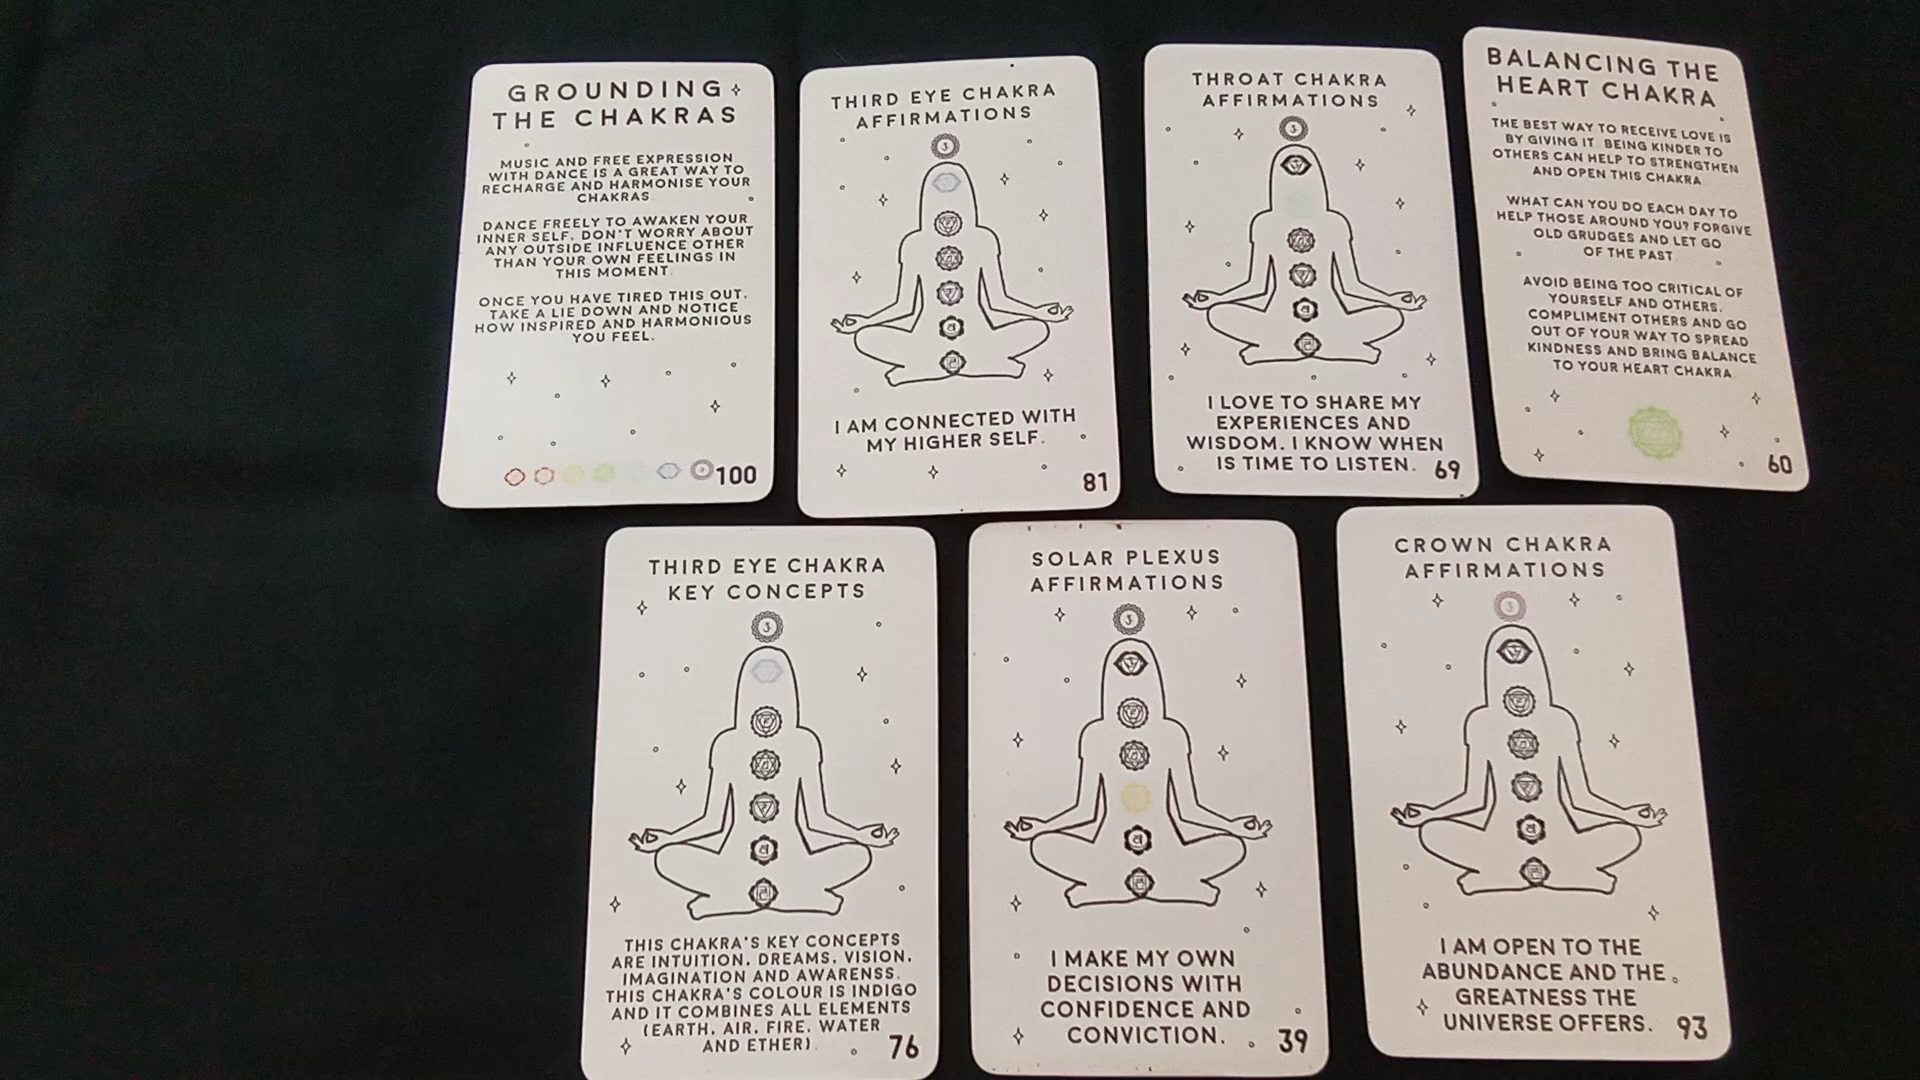 GROUNDING
THE CHAKRAS
MUSIC AND FREE EXPRESSION
WITH DANCE IS A GREAT WAY TO
RECHARGE AND HARMONISE YOUR
CHAKRAS
DANCE FREELY TO AWAKEN YOUR
INNER SELF. DON'T WORRY ABOUT
ANY OUTSIDE INFLUENCE OTHER
THAN YOUR OWN FEELINGS IN
THIS MOMENT.
ONCE YOU HAVE TIRED THIS OUT.
TAKE A LIE DOWN AND NOTICE
HOW INSPIRED AND HARMONIOUS
YOU FEEL.
100
THIRD EYE CHAKRA
AFFIRMATIONS
I AM CONNECTED WITH
MY HIGHER SELF.
81
THROAT CHAKRA
AFFIRMATIONS
I LOVE TO SHARE MY
EXPERIENCES AND
WISDOM. I KNOW WHEN
IS TIME TO LISTEN.
69
BALANCING THE
HEART CHAKRA
THE BEST WAY TO RECEIVE LOVE IS
BY GIVING IT. BEING KINDER TO
OTHERS CAN HELP TO STRENGTHEN
AND OPEN THIS CHAKRA
WHAT CAN YOU DO EACH DAY TO
HELP THOSE AROUND YOU? FORGIVE
OLD GRUDGES AND LET GO
OF THE PAST
AVOID BEING TOO CRITICAL OF
YOURSELF AND OTHERS.
COMPLIMENT OTHERS AND GO
OUT OF YOUR WAY TO SPREAD
KINDNESS AND BRING BALANCE
TO YOUR HEART CHAKRA
60
THIRD EYE CHAKRA
KEY CONCEPTS
THIS CHAKRA'S KEY CONCEPTS
ARE INTUITION, DREAMS, VISION,
IMAGINATION AND AWARENSS.
THIS CHAKRA'S COLOUR IS INDIGO
AND IT COMBINES ALL ELEMENTS
(EARTH, AIR, FIRE, WATER
AND ETHER).
76
SOLAR PLEXUS
AFFIRMATIONS
I MAKE MY OWN
DECISIONS WITH
CONFIDENCE AND
CONVICTION.
39
CROWN CHAKRA
AFFIRMATIONS
I AM OPEN TO THE
ABUNDANCE AND THE
GREATNESS THE
UNIVERSE OFFERS.
93